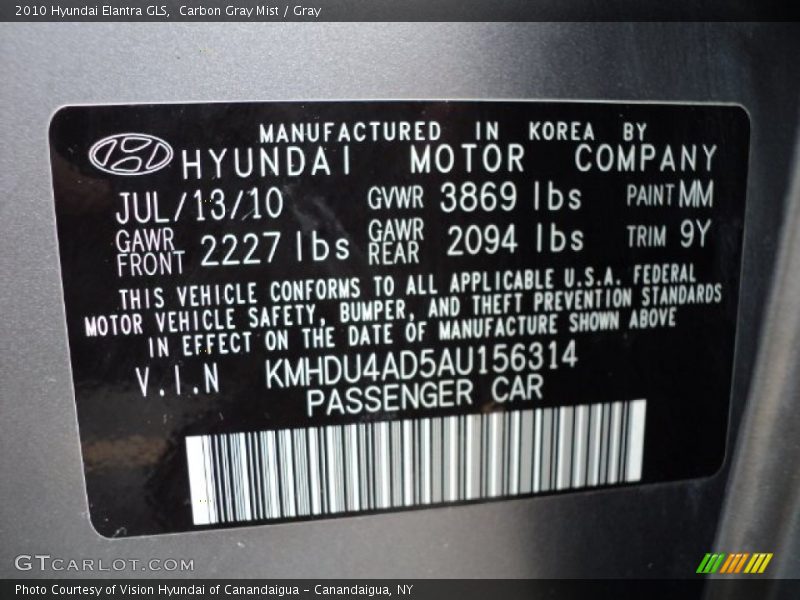 2010 Hyundai Elantra GLS, Carbon Gray Mist / Gray
MANUFACTURED IN KOREA BY
HYUNDAI MOTOR COMPANY
JUL/13/10 GVWR 3869 lbs PAINT MM
GAWR FRONT 2227 lbs GAWR REAR 2094 lbs TRIM 9Y
THIS VEHICLE CONFORMS TO ALL APPLICABLE U.S.A. FEDERAL
MOTOR VEHICLE SAFETY, BUMPER, AND THEFT PREVENTION STANDARDS
IN EFFECT ON THE DATE OF MANUFACTURE SHOWN ABOVE
V.I.N KMHDU4AD5AU156314
PASSENGER CAR
GTCARLOT.COM
Photo Courtesy of Vision Hyundai of Canandaigua - Canandaigua, NY